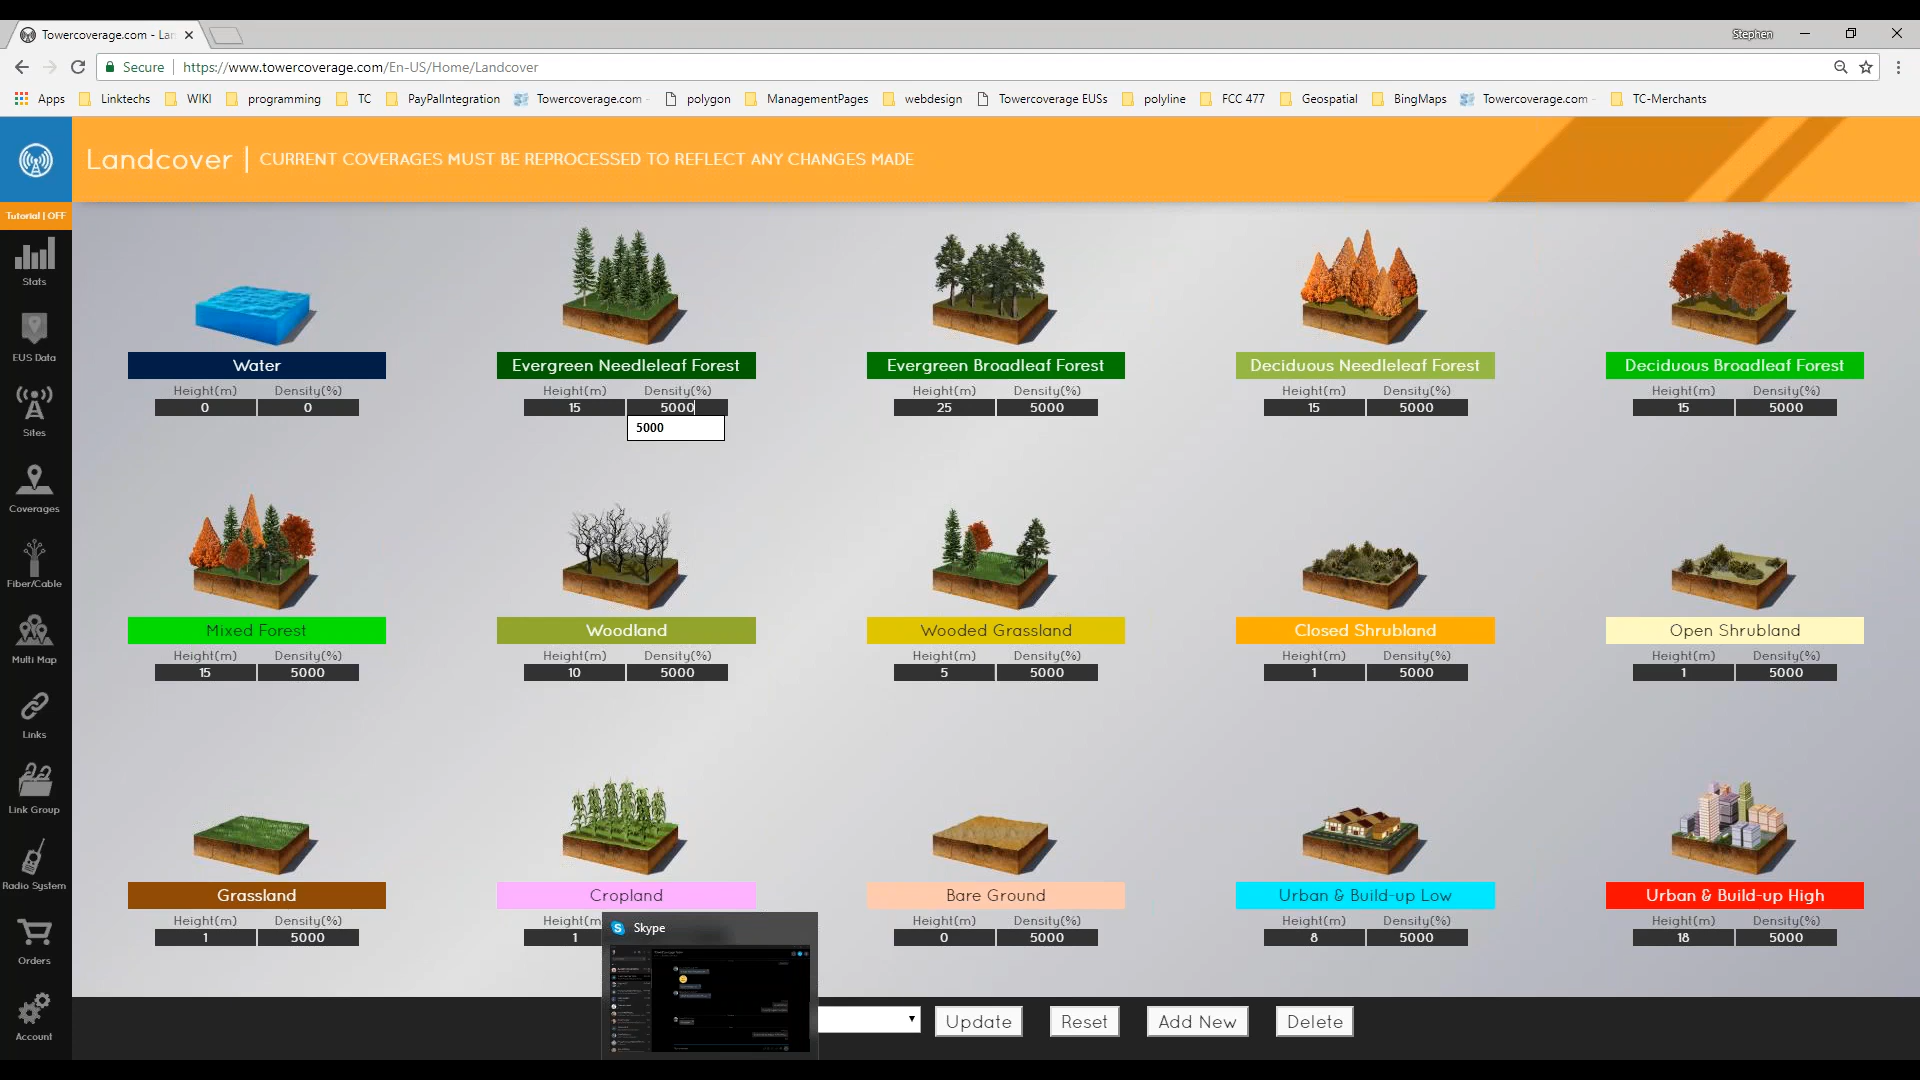 Towercoverage.com - Lan
Stephen
Secure
https://www.towercoverage.com/En-US/Home/Landcover
Apps Linktechs WIKI programming TC PayPalIntegration Towercoverage.com - polygon ManagementPages webdesign Towercoverage EUSs polyline FCC 477 Geospatial BingMaps Towercoverage.com - TC-Merchants
Landcover | CURRENT COVERAGES MUST BE REPROCESSED TO REFLECT ANY CHANGES MADE
Tutorial | OFF
Stats
EUS Data
Sites
Coverages
Fiber/Cable
Multi Map
Links
Link Group
Radio System
Orders
Account
Water Evergreen Needleleaf Forest Evergreen Broadleaf Forest Deciduous Needleleaf Forest Deciduous Broadleaf Forest
Height(m) Density(%) Height(m) Density(%) Height(m) Density(%) Height(m) Density(%) Height(m) Density(%)
0 0 15 5000 25 5000 15 5000 15 5000
5000
Mixed Forest Woodland Wooded Grassland Closed Shrubland Open Shrubland
Height(m) Density(%) Height(m) Density(%) Height(m) Density(%) Height(m) Density(%) Height(m) Density(%)
15 5000 10 5000 5 5000 1 5000 1 5000
Grassland Cropland Bare Ground Urban & Build-up Low Urban & Build-up High
Height(m) Density(%) Height(m Height(m) Density(%) Height(m) Density(%) Height(m) Density(%)
1 5000 1 0 5000 8 5000 18 5000
Skype
Update Reset Add New Delete